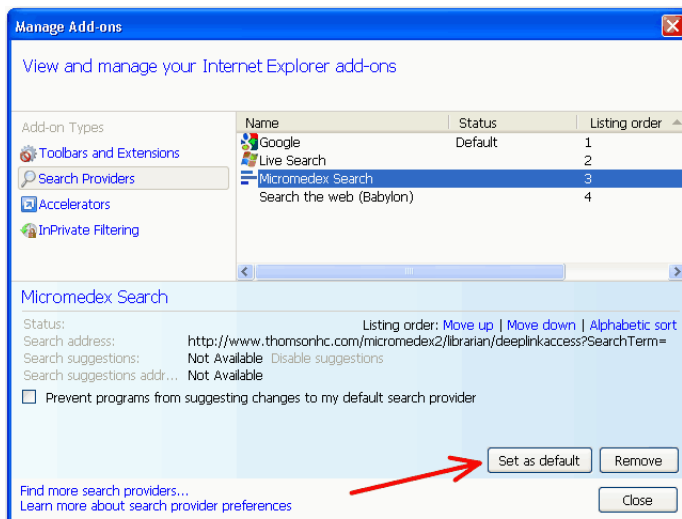 Manage Add-ons
View and manage your Internet Explorer add-ons
Add-on Types
Toolbars and Extensions
Search Providers
Accelerators
InPrivate Filtering
Name Status Listing order
Google Default 1
Live Search 2
Micromedex Search 3
Search the web (Babylon) 4
Micromedex Search
Status: Listing order: Move up | Move down | Alphabetic sort
Search address: http://www.thomsonhc.com/micromedex2/librarian/deeplinkaccess?SearchTerm=
Search suggestions: Not Available Disable suggestions
Search suggestions addr... Not Available
Prevent programs from suggesting changes to my default search provider
Set as default Remove
Find more search providers...
Learn more about search provider preferences
Close